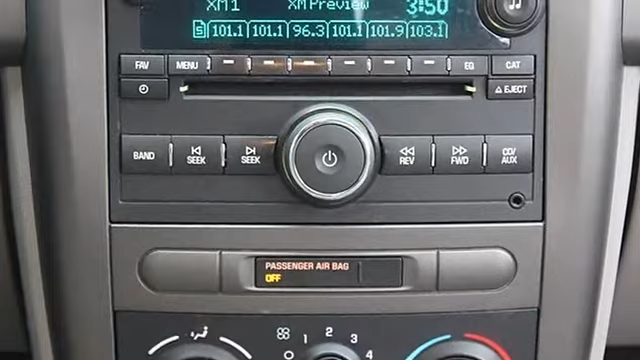 XM1 XM Preview 3:50
101.1 101.1 96.3 101.1 101.9 103.1
FAV MENU EQ CAT
EJECT
BAND SEEK SEEK REV FWD CD/AUX
PASSENGER AIR BAG
OFF
0 1 2 3 4